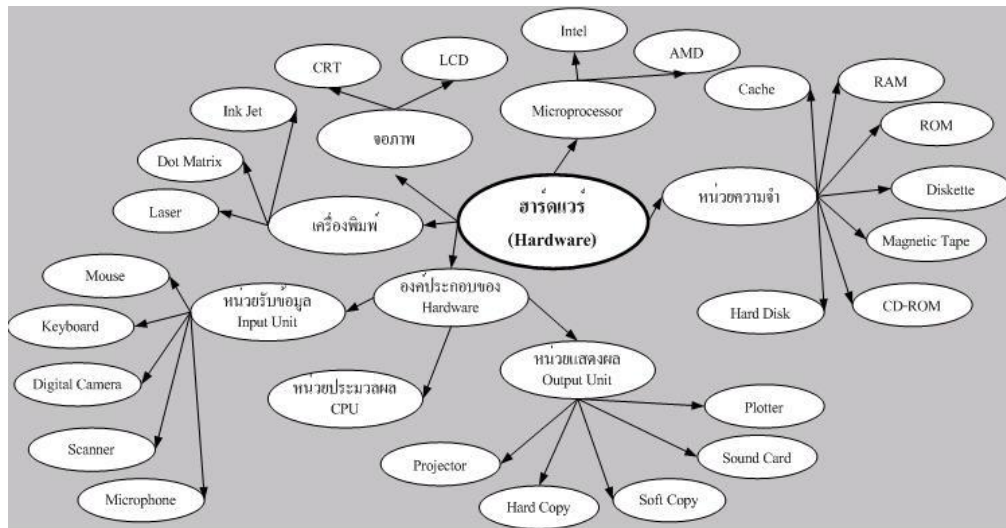 Intel
AMD
CRT
LCD
Cache
RAM
Microprocessor
Ink Jet
จอภาพ
ROM
Dot Matrix
ฮาร์ดแวร์
(Hardware)
หน่วยความจำ
Diskette
Laser
เครื่องพิมพ์
Magnetic Tape
Mouse
หน่วยรับข้อมูล
Input Unit
องค์ประกอบของ
Hardware
Hard Disk
CD-ROM
Keyboard
Digital Camera
หน่วยประมวลผล
CPU
หน่วยแสดงผล
Output Unit
Plotter
Scanner
Projector
Sound Card
Microphone
Hard Copy
Soft Copy